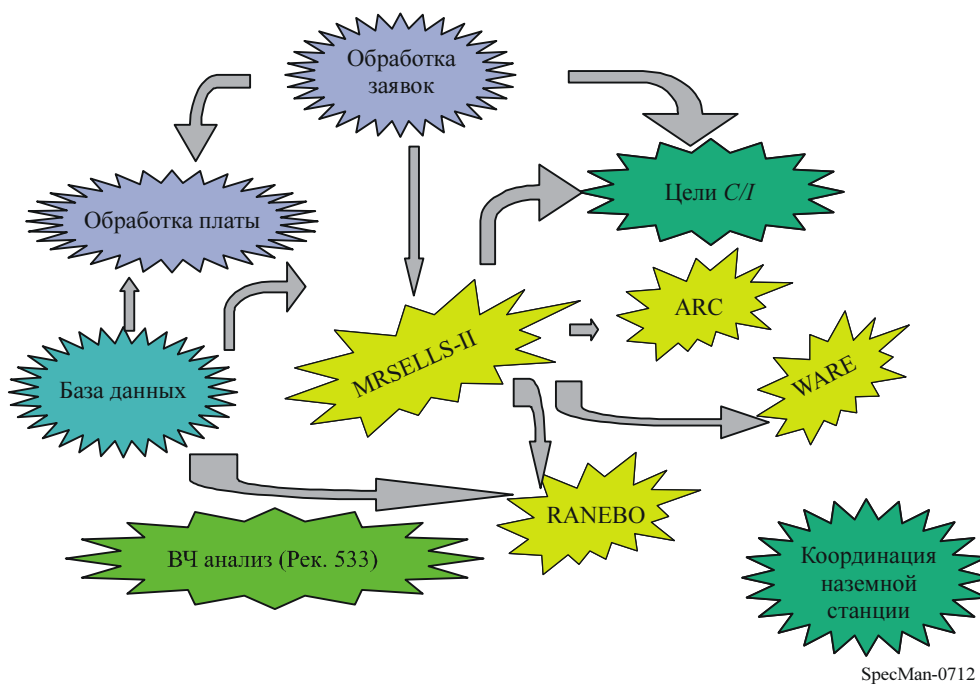 Обработка
заявок
Цели C/I
Обработка платы
ARC
MRSELLS-II
WARE
База данных
RANEBO
ВЧ анализ (Рек. 533)
Координация
наземной
станции
SpecMan-0712